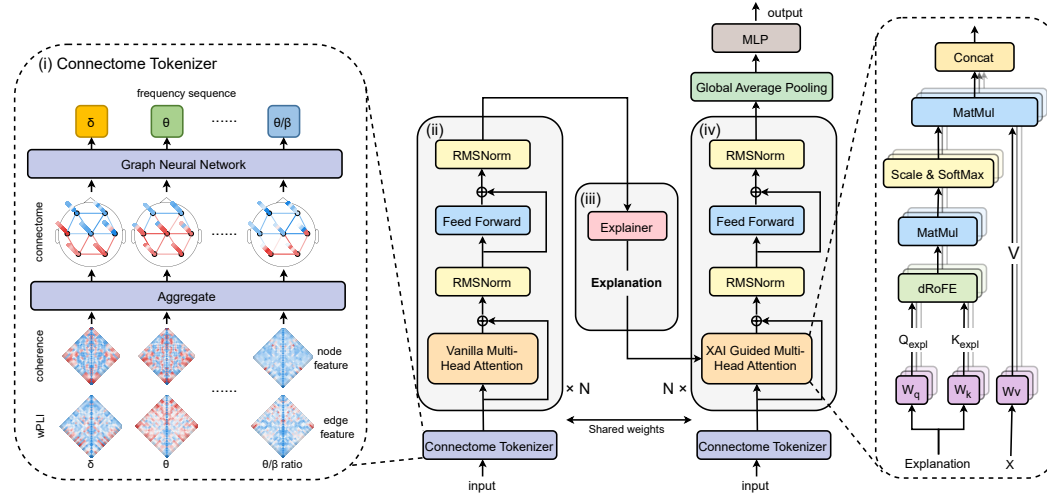 (i) Connectome Tokenizer
frequency sequence
δ
θ
......
θ/β
Graph Neural Network
connectome
......
Aggregate
coherence
node
feature
......
wPLI
edge
feature
δ
θ
θ/β ratio
(ii)
RMSNorm
Feed Forward
RMSNorm
Vanilla Multi-
Head Attention
× N
Connectome Tokenizer
input
(iii)
Explainer
Explanation
Shared weights
output
MLP
Global Average Pooling
(iv)
RMSNorm
Feed Forward
RMSNorm
XAI Guided Multi-
Head Attention
N ×
Connectome Tokenizer
input
Concat
MatMul
Scale & SoftMax
MatMul
V
dRoFE
Q_expl
K_expl
W_q
W_k
Wv
Explanation
X